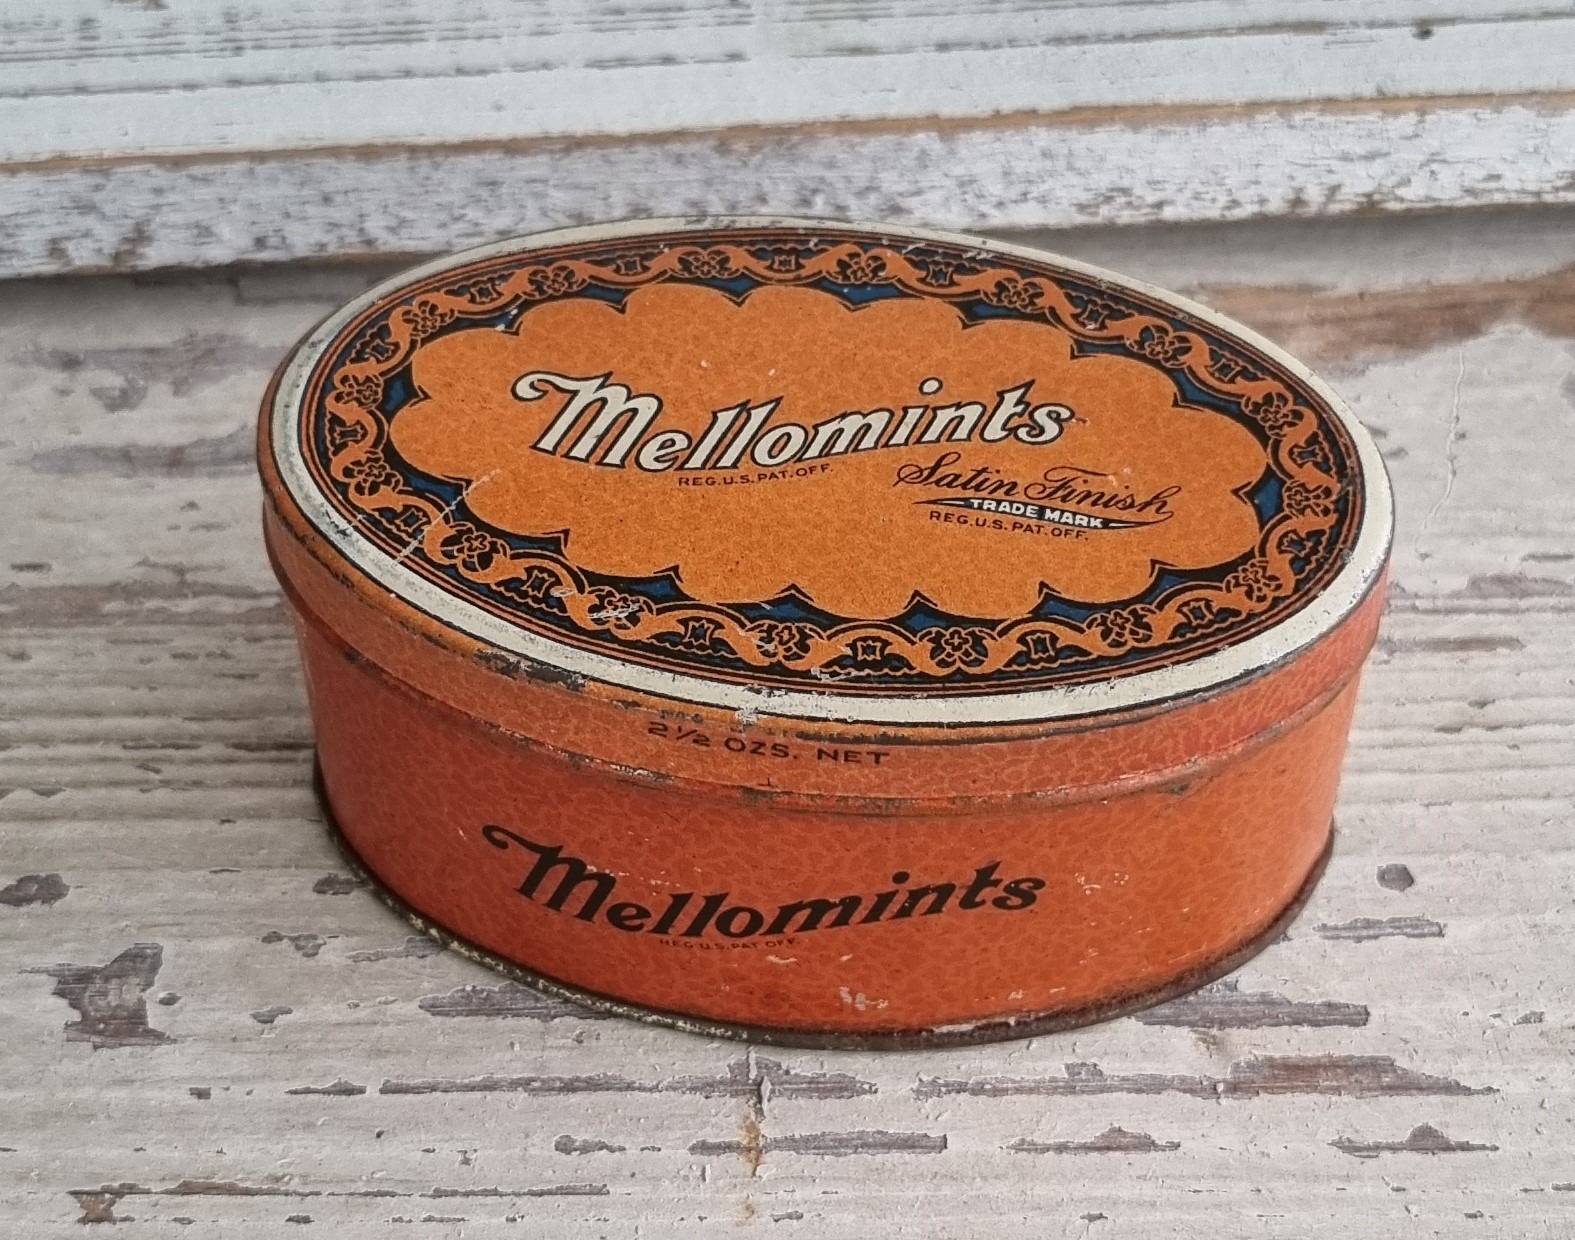 Mellomints
REG.U.S.PAT.OFF.
Satin Finish
TRADE MARK
REG.U.S.PAT.OFF.
2½ OZS. NET
Mellomints
REG.U.S.PAT OFF.